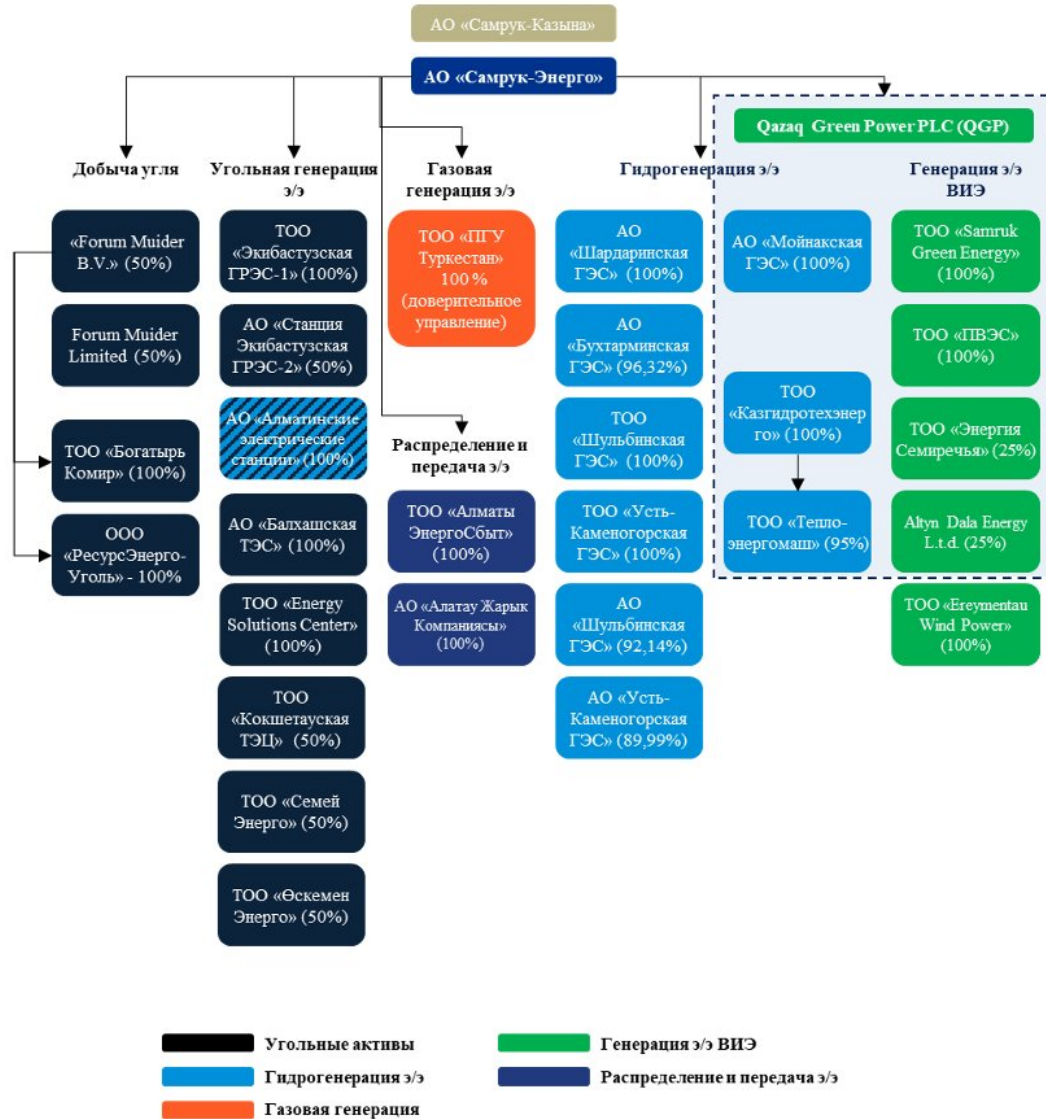 АО «Самрук-Казына»
АО «Самрук-Энерго»
Qazaq Green Power PLC (QGP)
Добыча угля
«Forum Muider
B.V.» (50%)
Forum Muider
Limited (50%)
ТОО «Богатырь
Комир» (100%)
ООО
«РесурсЭнерго-
Уголь» - 100%
Угольная генерация
э/э
ТОО
«Экибастузская
ГРЭС-1» (100%)
АО «Станция
Экибастузская
ГРЭС-2» (50%)
АО «Алматинские
электрические
станции» (100%)
АО «Балхашская
ТЭС» (100%)
ТОО «Energy
Solutions Center»
(100%)
ТОО
«Кокшетауская
ТЭЦ» (50%)
ТОО «Семей
Энерго» (50%)
ТОО «Өскемен
Энерго» (50%)
Газовая
генерация э/э
ТОО «ПГУ
Туркестан»
100 %
(доверительное
управление)
Распределение и
передача э/э
ТОО «Алматы
ЭнергоСбыт»
(100%)
АО «Алатау Жарык
Компаниясы»
(100%)
Гидрогенерация э/э
АО
«Шардаринская
ГЭС» (100%)
АО
«Бухтарминская
ГЭС» (96,32%)
ТОО
«Шульбинская
ГЭС» (100%)
ТОО «Усть-
Каменогорская
ГЭС» (100%)
АО
«Шульбинская
ГЭС» (92,14%)
АО «Усть-
Каменогорская
ГЭС» (89,99%)
АО «Мойнакская
ГЭС» (100%)
ТОО
«Казгидротехэнер
го» (100%)
ТОО «Тепло-
энергомаш» (95%)
Генерация э/э
ВИЭ
ТОО «Samruk
Green Energy»
(100%)
ТОО «ПВЭС»
(100%)
ТОО «Энергия
Семиречья» (25%)
Altyn Dala Energy
L.t.d. (25%)
ТОО «Ereymentau
Wind Power»
(100%)
Угольные активы
Гидрогенерация э/э
Газовая генерация
Генерация э/э ВИЭ
Распределение и передача э/э